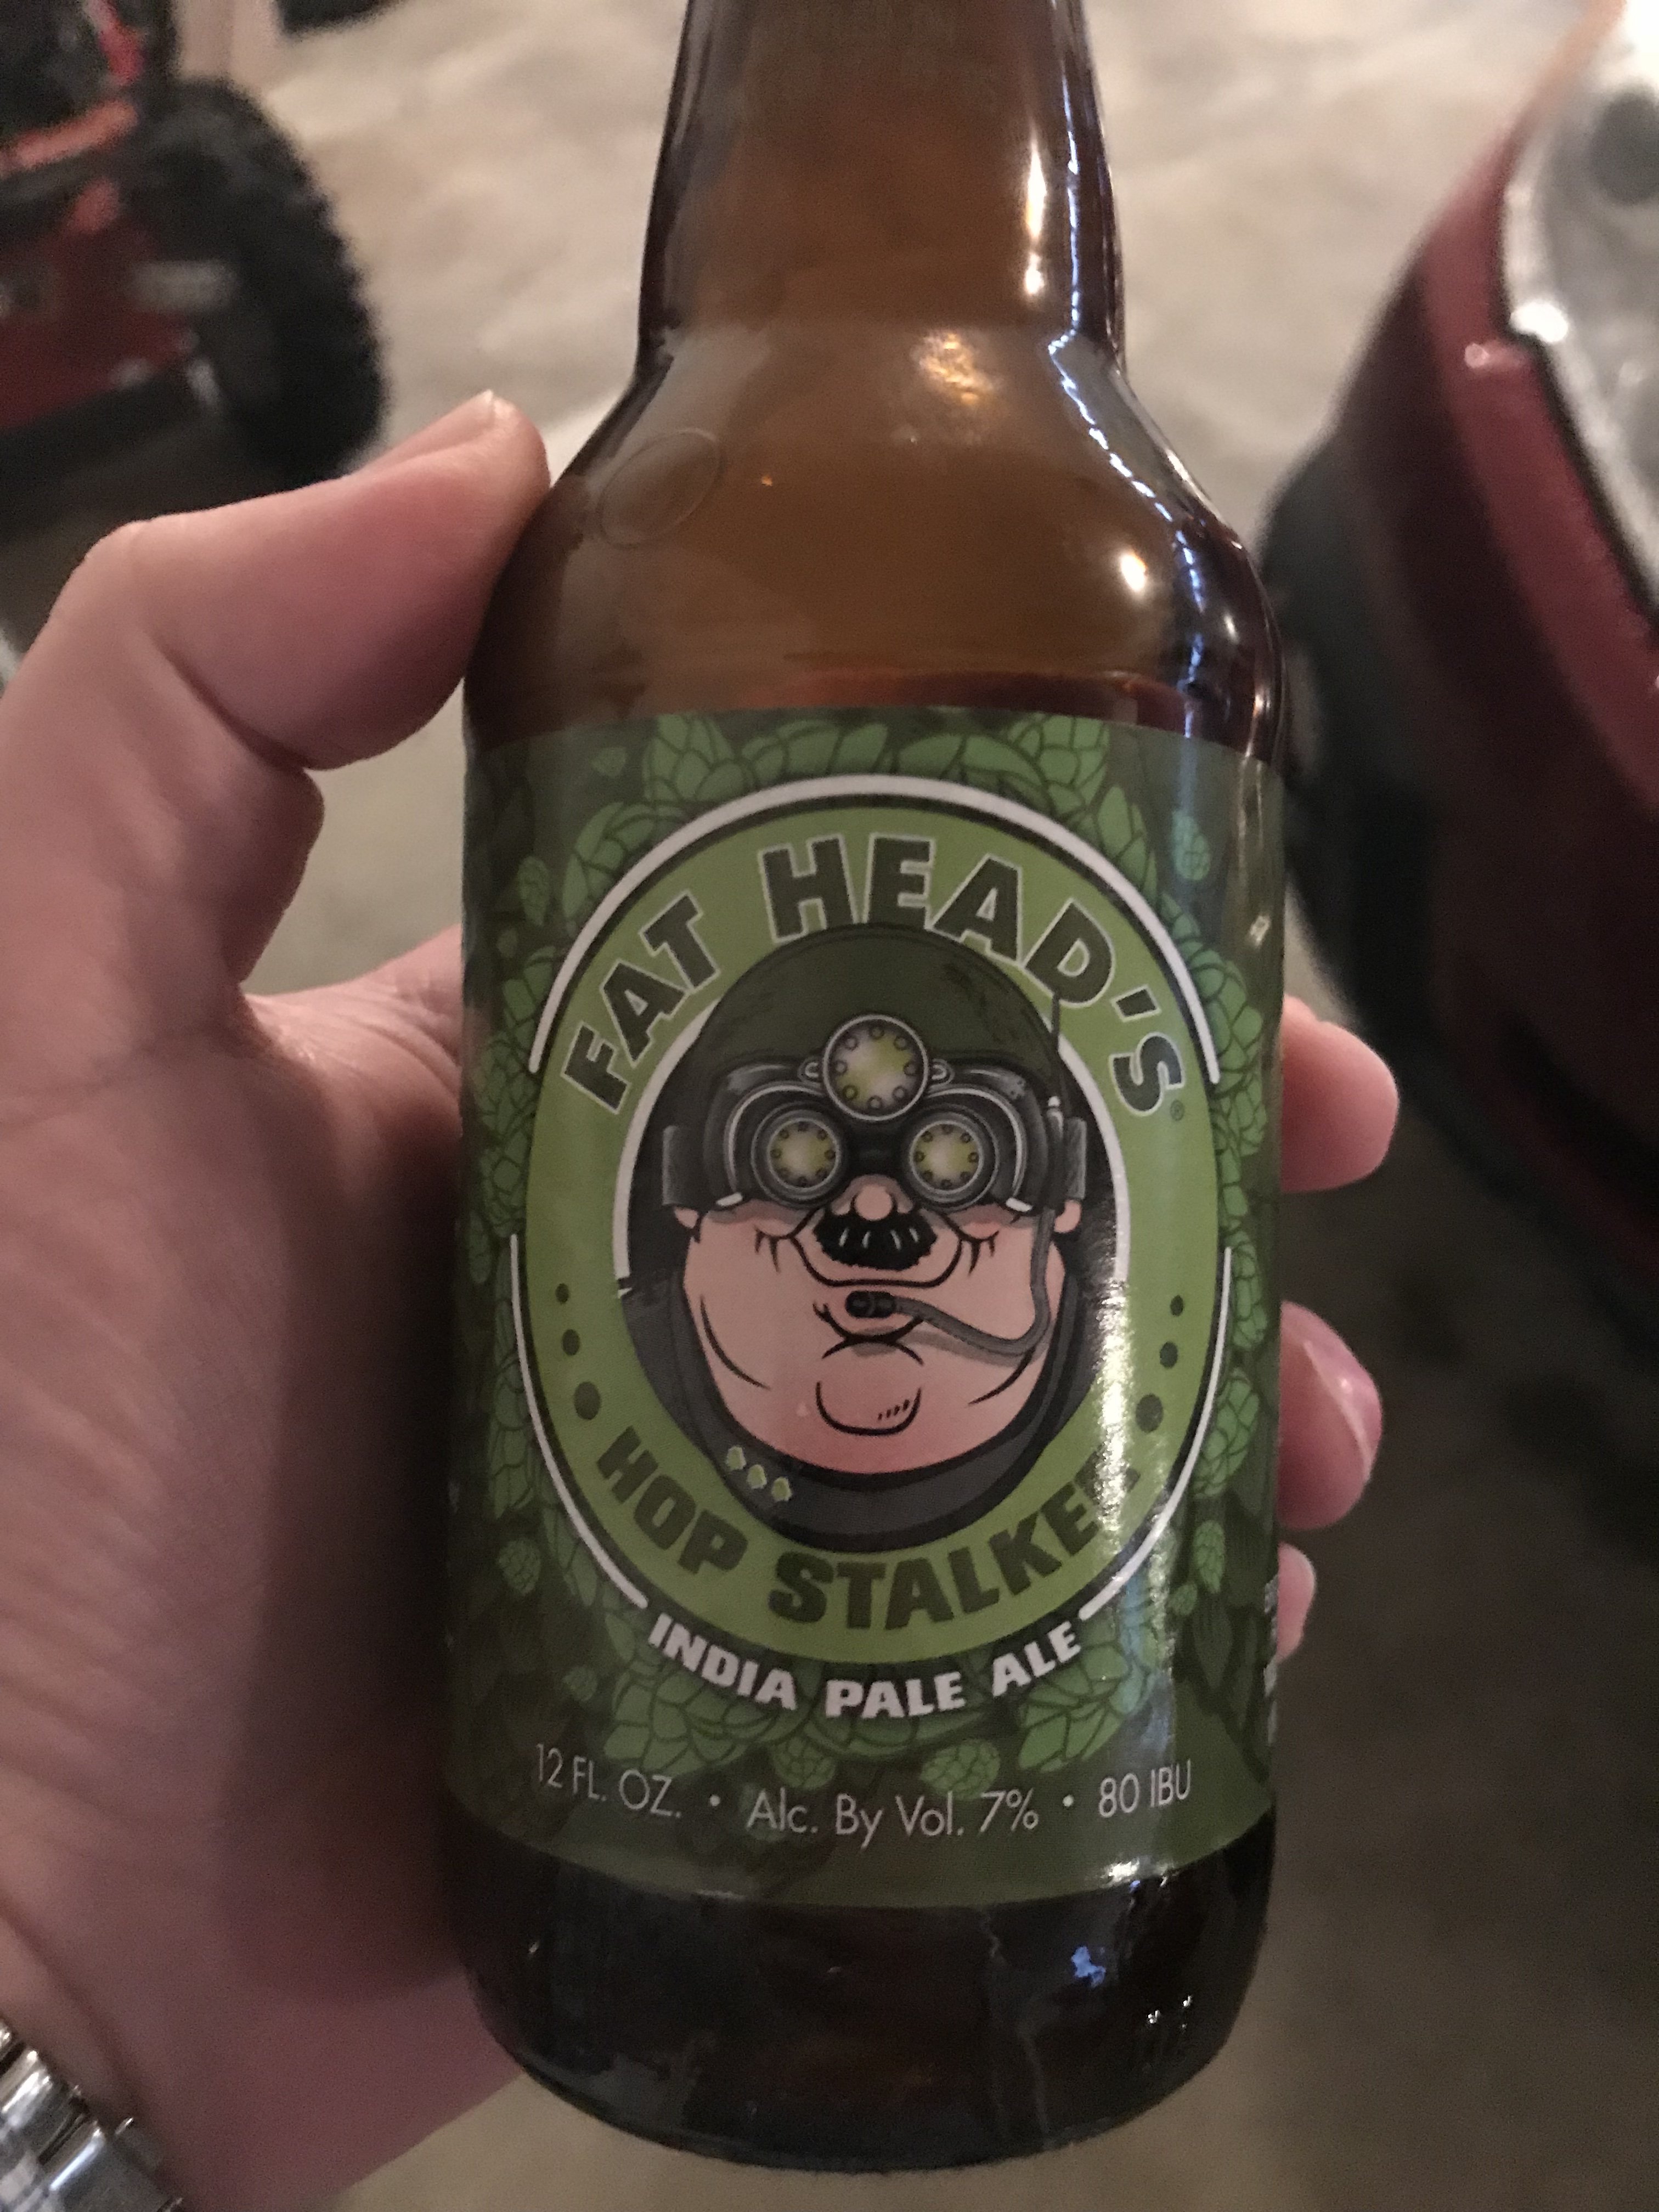 FAT HEAD'S®
HOP STALKER
INDIA PALE ALE
12 FL. OZ. • Alc. By Vol. 7% • 80 IBU